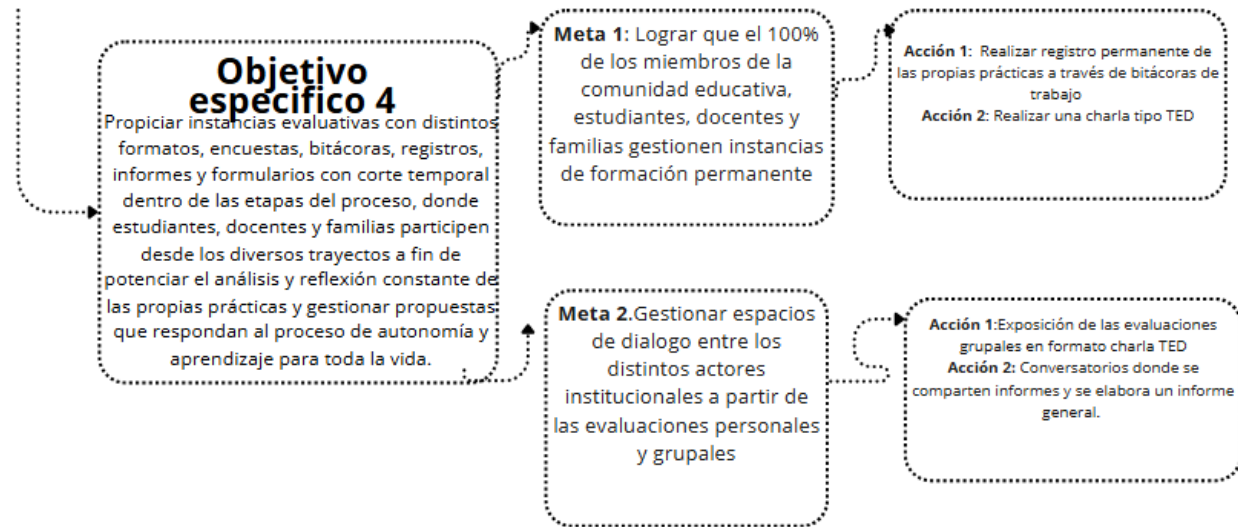 Objetivo
específico 4
Propiciar instancias evaluativas con distintos
formatos, encuestas, bitácoras, registros,
informes y formularios con corte temporal
dentro de las etapas del proceso, donde
estudiantes, docentes y familias participen
desde los diversos trayectos a fin de
potenciar el análisis y reflexión constante de
las propias prácticas y gestionar propuestas
que respondan al proceso de autonomía y
aprendizaje para toda la vida.
Meta 1: Lograr que el 100%
de los miembros de la
comunidad educativa,
estudiantes, docentes y
familias gestionen instancias
de formación permanente
Acción 1: Realizar registro permanente de
las propias prácticas a través de bitácoras de
trabajo
Acción 2: Realizar una charla tipo TED
Meta 2.Gestionar espacios
de dialogo entre los
distintos actores
institucionales a partir de
las evaluaciones personales
y grupales
Acción 1:Exposición de las evaluaciones
grupales en formato charla TED
Acción 2: Conversatorios donde se
comparten informes y se elabora un informe
general.